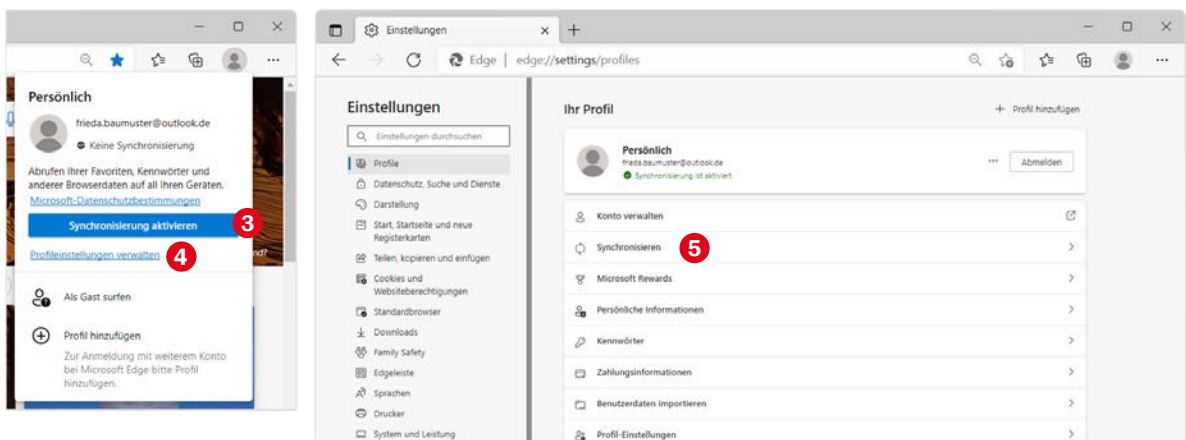 Persönlich
frieda.baumuster@outlook.de
Keine Synchronisierung
Abrufen Ihrer Favoriten, Kennwörter und
anderer Browserdaten auf all Ihren Geräten.
Microsoft-Datenschutzbestimmungen
Synchronisierung aktivieren
3
Profileinstellungen verwalten
4
nd?
Als Gast surfen
Profil hinzufügen
Zur Anmeldung mit weiterem Konto
bei Microsoft Edge bitte Profil
hinzufügen.
Einstellungen
Edge | edge://settings/profiles
Einstellungen
Einstellungen durchsuchen
Profile
Datenschutz, Suche und Dienste
Darstellung
Start, Startseite und neue
Registerkarten
Teilen, kopieren und einfügen
Cookies und
Websiteberechtigungen
Standardbrowser
Downloads
Family Safety
Edgeleiste
Sprachen
Drucker
System und Leistung
Ihr Profil
Profil hinzufügen
Persönlich
frieda.baumuster@outlook.de
Synchronisierung ist aktiviert.
Abmelden
Konto verwalten
Synchronisieren
5
Microsoft Rewards
Persönliche Informationen
Kennwörter
Zahlungsinformationen
Benutzerdaten importieren
Profil-Einstellungen